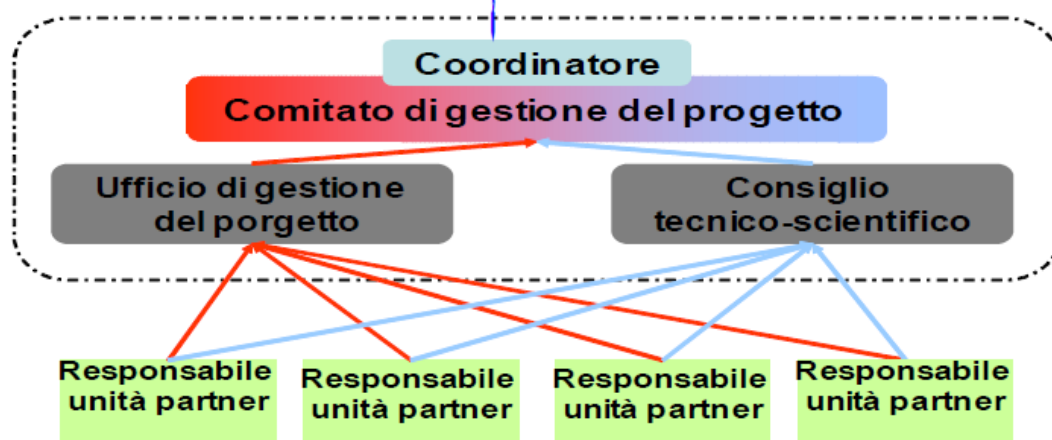 Coordinatore
Comitato di gestione del progetto
Ufficio di gestione
del porgetto
Consiglio
tecnico-scientifico
Responsabile
unità partner
Responsabile
unità partner
Responsabile
unità partner
Responsabile
unità partner